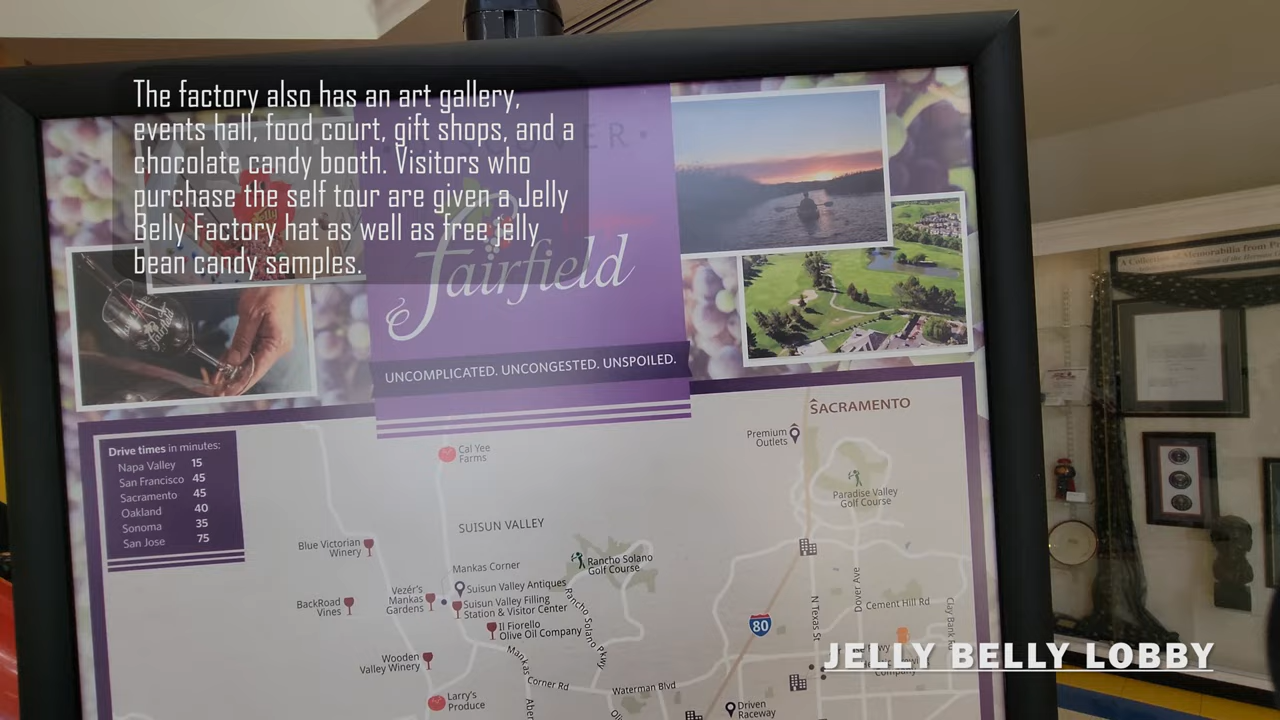 The factory also has an art gallery,
events hall, food court, gift shops, and a
chocolate candy booth. Visitors who
purchase the self tour are given a Jelly
Belly Factory hat as well as free jelly
bean candy samples.
Fairfield
UNCOMPLICATED. UNCONGESTED. UNSPOILED.
A Collection of Memorabilia from
SACRAMENTO
Premium
Outlets
Drive times in minutes:
Napa Valley 15
San Francisco 45
Sacramento 45
Oakland 40
Sonoma 35
San Jose 75
Cal Yee
Farms
Paradise Valley
Golf Course
SUISUN VALLEY
Blue Victorian
Winery
Rancho Solano
Golf Course
Mankas Corner
Vezér's
Mankas
Gardens
Suisun Valley Antiques
Suisun Valley Filling
Station & Visitor Center
BackRoad
Vines
Il Fiorello
Olive Oil Company
Rancho Solano Pkwy
Dover Ave
N Texas St
Cement Hill Rd
Clay Bank
80
Wooden
Valley Winery
Mankas Corner Rd
Waterman Blvd
Larry's
Produce
Driven
Raceway
Company
JELLY BELLY LOBBY